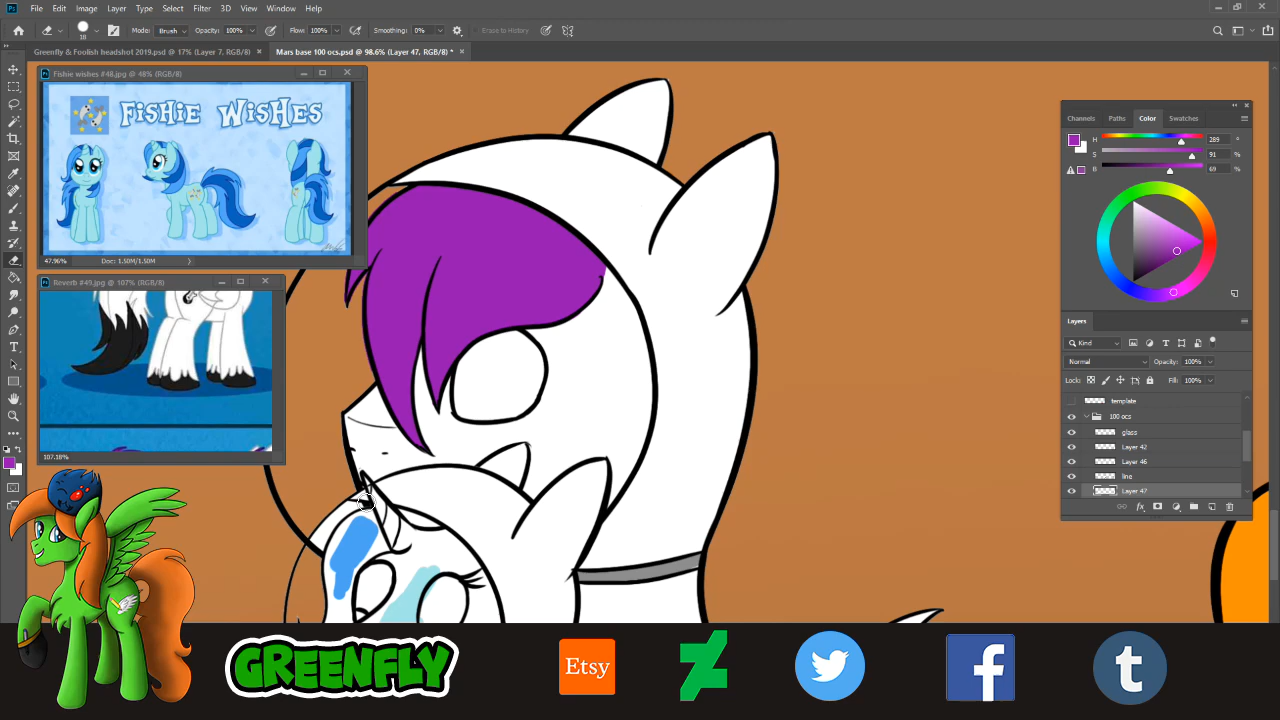 File Edit Image Layer Type Select Filter 3D View Window Help
Mode: Brush Opacity: 100% Flow: 100% Smoothing: 0% Erase to History
Greenfly & Foolish headshot 2019.psd @ 17% (Layer 7, RGB/8) × Mars base 100 ocs.psd @ 98.6% (Layer 47, RGB/8) * ×
Fishie wishes #48.jpg @ 48% (RGB/8)
Fishie Wishes
47.96% Doc: 1.50M/1.50M
Reverb #49.jpg @ 107% (RGB/8)
107.18%
Channels Paths Color Swatches
H 289 °
S 91 %
B 69 %
Layers
Kind
Normal Opacity: 100%
Locks: Fill: 100%
template
100 ocs
glass
Layer 42
Layer 46
line
Layer 47
fx
GREENFLY
Etsy
f
t